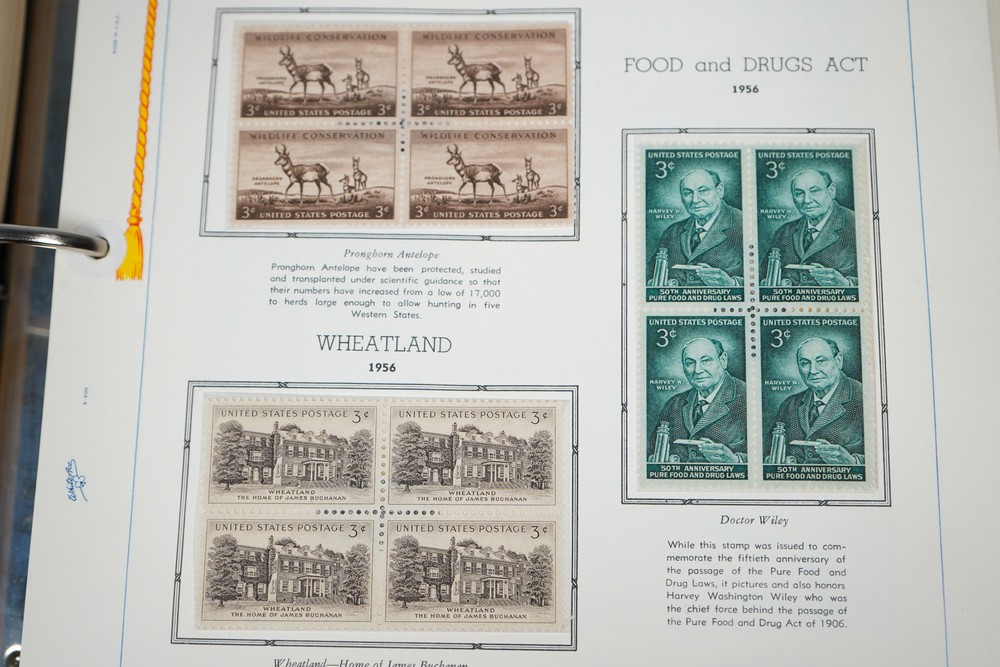 WILDLIFE CONSERVATION
PRONGHORN
ANTELOPE
3¢ UNITED STATES POSTAGE 3¢
WILDLIFE CONSERVATION
PRONGHORN
ANTELOPE
3¢ UNITED STATES POSTAGE 3¢
WILDLIFE CONSERVATION
PRONGHORN
ANTELOPE
3¢ UNITED STATES POSTAGE 3¢
WILDLIFE CONSERVATION
PRONGHORN
ANTELOPE
3¢ UNITED STATES POSTAGE 3¢
Pronghorn Antelope
Pronghorn Antelope have been protected, studied
and transplanted under scientific guidance so that
their numbers have increased from a low of 17,000
to herds large enough to allow hunting in five
Western States.
WHEATLAND
1956
UNITED STATES POSTAGE 3¢
WHEATLAND
THE HOME OF JAMES BUCHANAN
UNITED STATES POSTAGE 3¢
WHEATLAND
THE HOME OF JAMES BUCHANAN
UNITED STATES POSTAGE 3¢
WHEATLAND
THE HOME OF JAMES BUCHANAN
UNITED STATES POSTAGE 3¢
WHEATLAND
THE HOME OF JAMES BUCHANAN
Wheatland—Home of James Buchanan
FOOD and DRUGS ACT
1956
UNITED STATES POSTAGE
3¢
HARVEY W.
WILEY
50TH ANNIVERSARY
PURE FOOD AND DRUG LAWS
UNITED STATES POSTAGE
3¢
HARVEY W.
WILEY
50TH ANNIVERSARY
PURE FOOD AND DRUG LAWS
UNITED STATES POSTAGE
3¢
HARVEY W.
WILEY
50TH ANNIVERSARY
PURE FOOD AND DRUG LAWS
UNITED STATES POSTAGE
3¢
HARVEY W.
WILEY
50TH ANNIVERSARY
PURE FOOD AND DRUG LAWS
Doctor Wiley
While this stamp was issued to com-
memorate the fiftieth anniversary of
the passage of the Pure Food and
Drug Laws, it pictures and also honors
Harvey Washington Wiley who was
the chief force behind the passage of
the Pure Food and Drug Act of 1906.
MADE IN U.S.A.